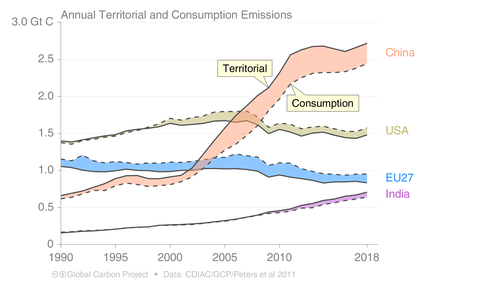 Annual Territorial and Consumption Emissions
3.0 Gt C
2.5
2.0
1.5
1.0
0.5
0
1990
1995
2000
2005
2010
2018
Territorial
Consumption
China
USA
EU27
India
Global Carbon Project • Data: CDIAC/GCP/Peters et al 2011